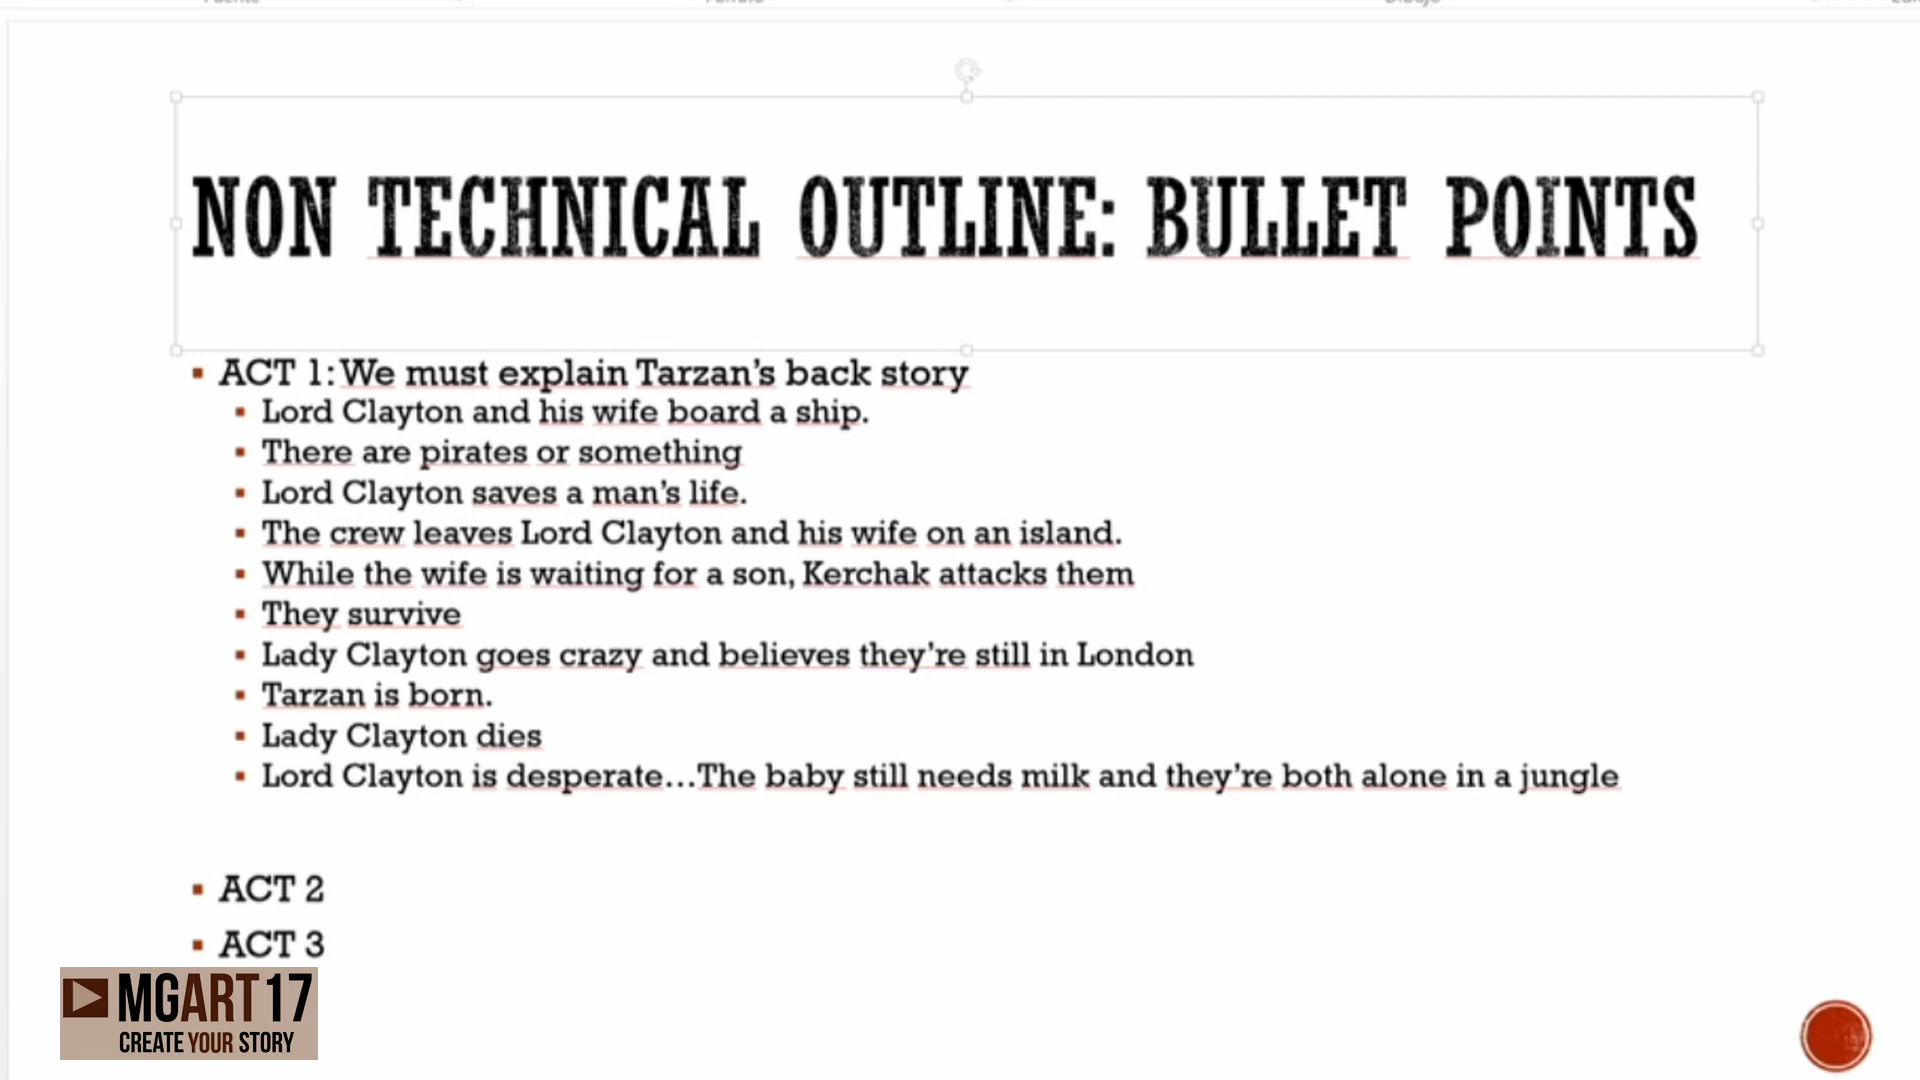 NON TECHNICAL OUTLINE: BULLET POINTS
ACT 1: We must explain Tarzan's back story
Lord Clayton and his wife board a ship.
There are pirates or something
Lord Clayton saves a man's life.
The crew leaves Lord Clayton and his wife on an island.
While the wife is waiting for a son, Kerchak attacks them
They survive
Lady Clayton goes crazy and believes they're still in London
Tarzan is born.
Lady Clayton dies
Lord Clayton is desperate…The baby still needs milk and they're both alone in a jungle
ACT 2
ACT 3
MGART17
CREATE YOUR STORY